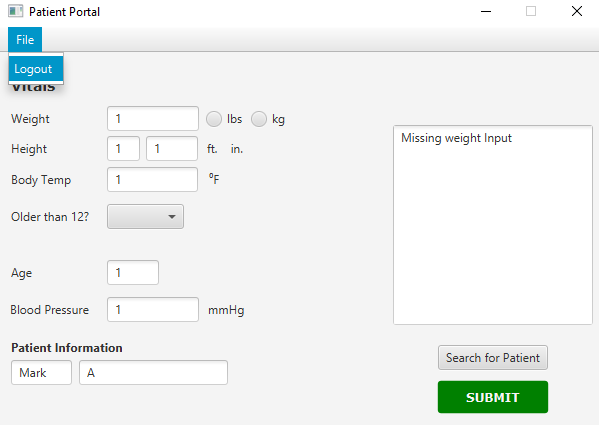 Patient Portal
File
Logout
Vitals
Weight 1 lbs kg
Height 1 1 ft. in.
Body Temp 1 ⁰F
Older than 12?
Age 1
Blood Pressure 1 mmHg
Patient Information
Mark A
Missing weight Input
Search for Patient
SUBMIT